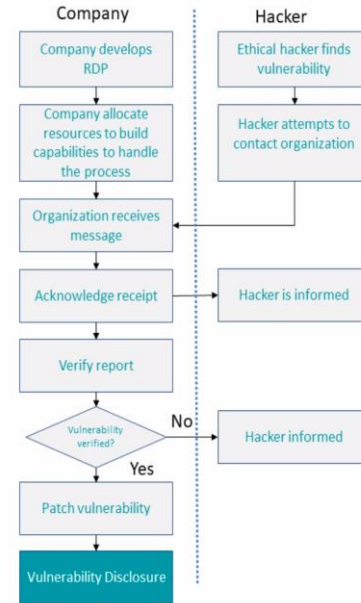 Company
Hacker
Company develops
RDP
Ethical hacker finds
vulnerability
Company allocate
resources to build
capabilities to handle
the process
Hacker attempts to
contact organization
Organization receives
message
Acknowledge receipt
Hacker is informed
Verify report
Vulnerability
verified?
No
Hacker informed
Yes
Patch vulnerability
Vulnerability Disclosure